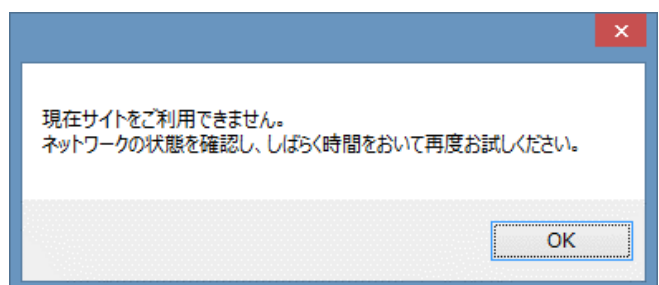 現在サイトをご利用できません。
ネットワークの状態を確認し、しばらく時間をおいて再度お試しください。
OK